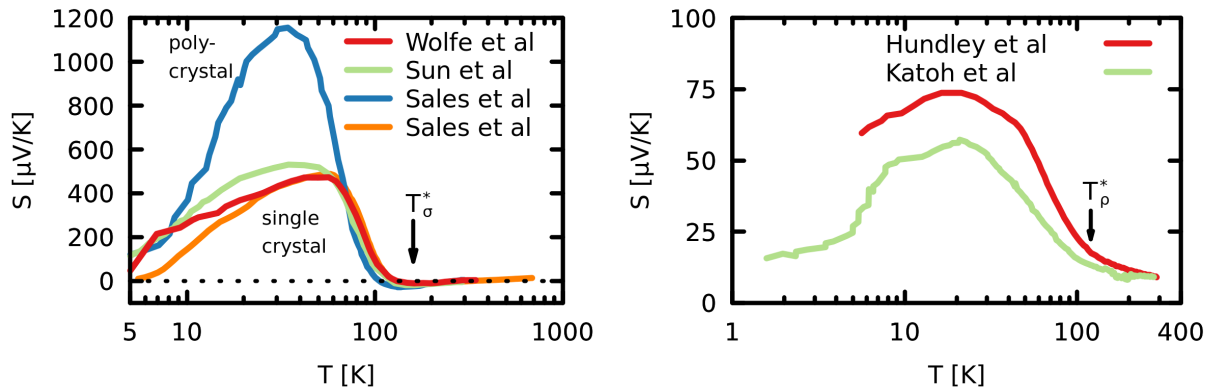 1200
1000
800
600
400
200
0
S [µV/K]
poly-
crystal
Wolfe et al
Sun et al
Sales et al
Sales et al
single
crystal
T*σ
5 10 100 1000
T [K]
100
75
50
25
0
S [µV/K]
Hundley et al
Katoh et al
T*ρ
1 10 100 400
T [K]